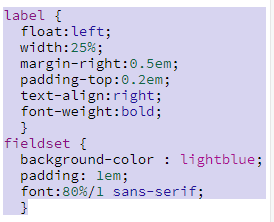 label {
  float:left;
  width:25%;
  margin-right:0.5em;
  padding-top:0.2em;
  text-align:right;
  font-weight:bold;
  }
fieldset {
  background-color : lightblue;
  padding: 1em;
  font:80%/1 sans-serif;
  }